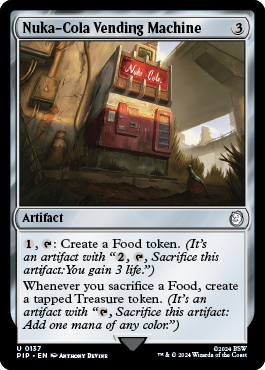 Nuka-Cola Vending Machine 3
Nuka-Cola
Artifact
1, T: Create a Food token. (It's
an artifact with "2, T, Sacrifice this
artifact:You gain 3 life.")
Whenever you sacrifice a Food, create
a tapped Treasure token. (It's an
artifact with "T, Sacrifice this artifact:
Add one mana of any color.")
U 0137
PIP • EN Anthony Devine
©2024 BSW
™ & © 2024 Wizards of the Coast